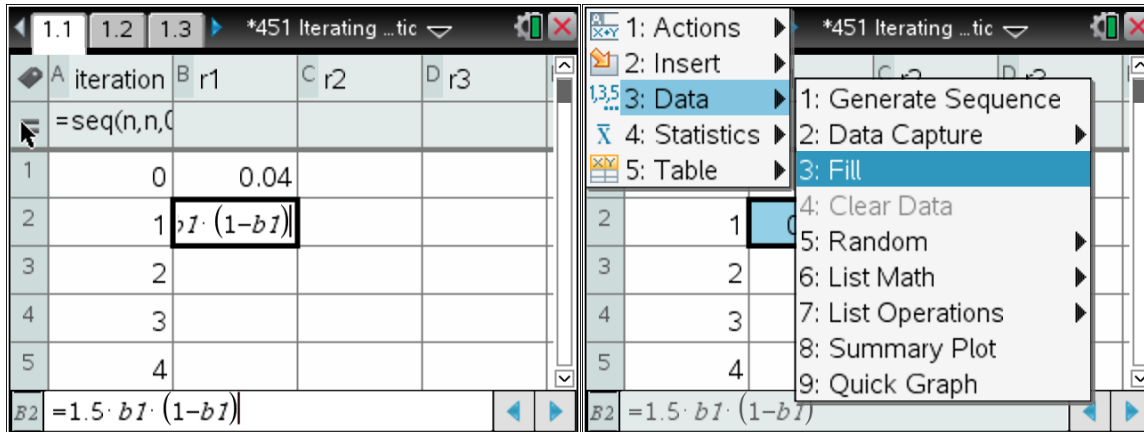 1.1 1.2 1.3 *451 Iterating ...tic
A iteration B r1 C r2 D r3
=seq(n,n,0
1 0 0.04
2 1 b1·(1-b1)
3 2
4 3
5 4
B2 =1.5·b1·(1-b1)
1: Actions
2: Insert
3: Data
4: Statistics
5: Table
*451 Iterating ...tic
1: Generate Sequence
2: Data Capture
3: Fill
4: Clear Data
5: Random
6: List Math
7: List Operations
8: Summary Plot
9: Quick Graph
2 1 0
3 2
4 3
5 4
B2 =1.5·b1·(1-b1)